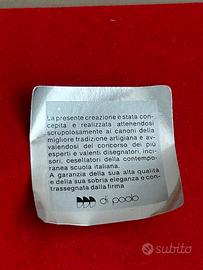 La presente creazione è stata con-
cepita e realizzata attenendosi
scrupolosamente ai canoni della
migliore tradizione artigiana e av-
valendosi del concorso dei più
esperti e valenti disegnatori, inci-
sori, cesellatori della contempo-
ranea scuola italiana.
A garanzia della sua alta qualità
e della sua sobria eleganza è con-
trassegnata dalla firma
di paolo
subito